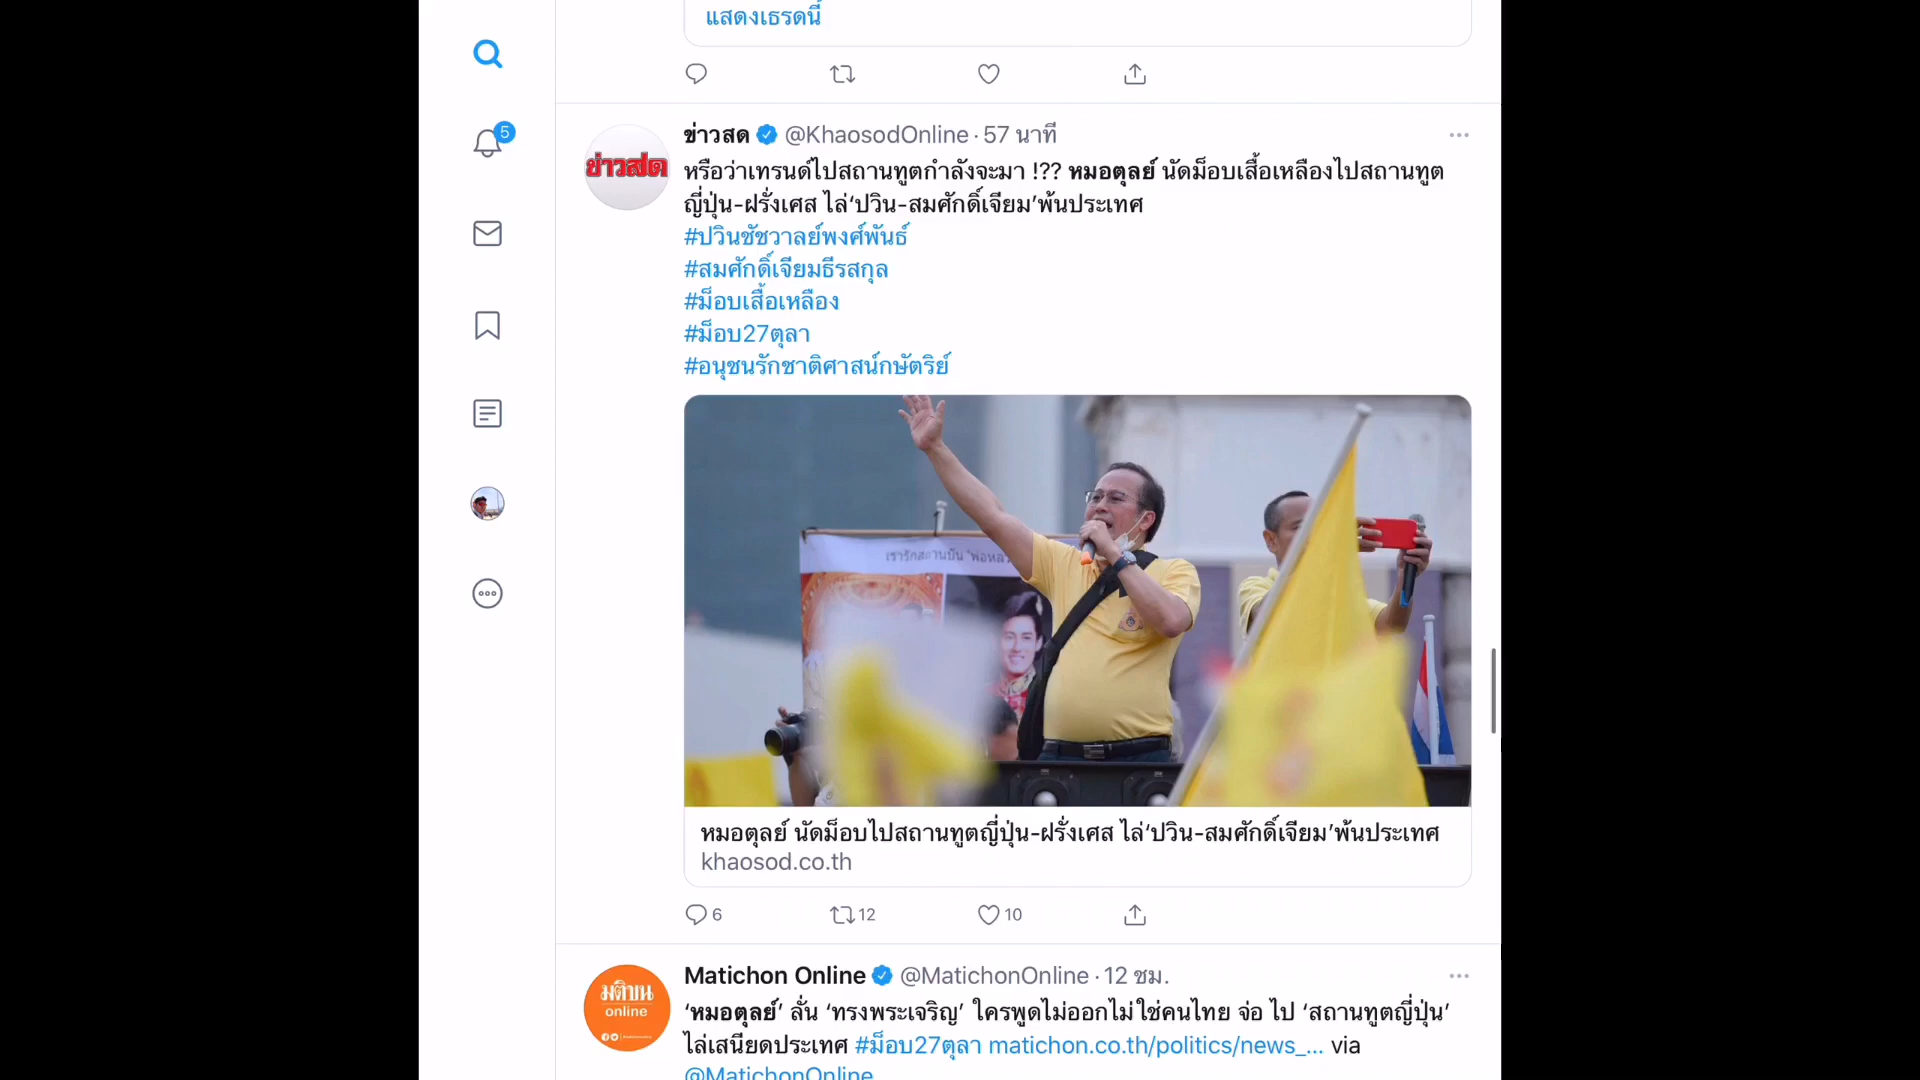 แสดงเธรดนี้
5
ข่าวสด @KhaosodOnline · 57 นาที
ข่าวสด
หรือว่าเทรนด์ไปสถานทูตกำลังจะมา !?? หมอตุลย์ นัดม็อบเสื้อเหลืองไปสถานทูต
ญี่ปุ่น-ฝรั่งเศส ไล่‘ปวิน-สมศักดิ์เจียม’พ้นประเทศ
#ปวินชัชวาลย์พงศ์พันธ์
#สมศักดิ์เจียมธีรสกุล
#ม็อบเสื้อเหลือง
#ม็อบ27ตุลา
#อนุชนรักชาติศาสน์กษัตริย์
เรารักสถานบัน "พ่อหล
หมอตุลย์ นัดม็อบไปสถานทูตญี่ปุ่น-ฝรั่งเศส ไล่‘ปวิน-สมศักดิ์เจียม’พ้นประเทศ
khaosod.co.th
6 12 10
Matichon Online @MatichonOnline · 12 ชม.
มติชน
online
‘หมอตุลย์’ ลั่น ‘ทรงพระเจริญ’ ใครพูดไม่ออกไม่ใช่คนไทย จ่อ ไป ‘สถานทูตญี่ปุ่น’
ไล่เสนียดประเทศ #ม็อบ27ตุลา matichon.co.th/politics/news_... via
@MatichonOnline